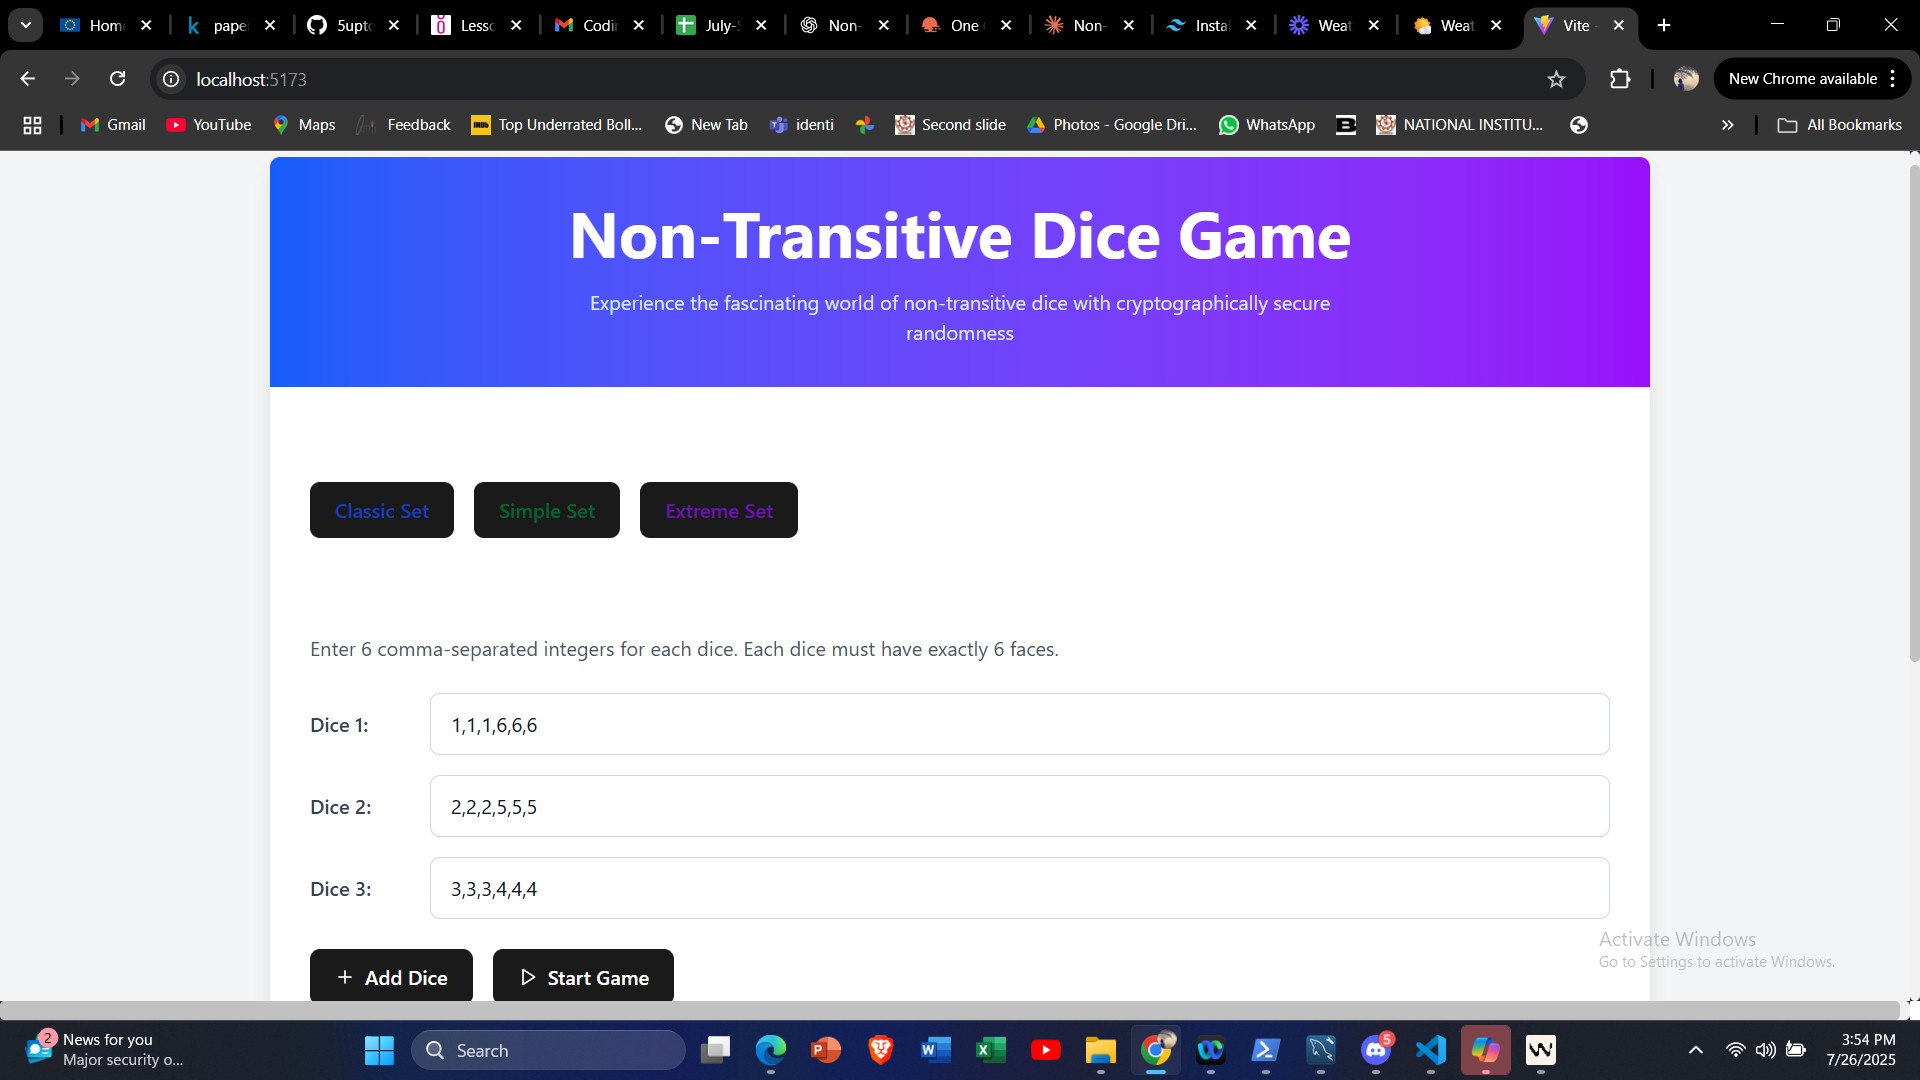 Hom
pape
5upto
Lesso
Codi
July-
Non-
One
Non-
Insta
Weat
Weat
Vite
localhost:5173
New Chrome available
Gmail
YouTube
Maps
Feedback
Top Underrated Boll...
New Tab
identi
Second slide
Photos - Google Dri...
WhatsApp
NATIONAL INSTITU...
All Bookmarks
Non-Transitive Dice Game
Experience the fascinating world of non-transitive dice with cryptographically secure
randomness
Classic Set
Simple Set
Extreme Set
Enter 6 comma-separated integers for each dice. Each dice must have exactly 6 faces.
Dice 1:
1,1,1,6,6,6
Dice 2:
2,2,2,5,5,5
Dice 3:
3,3,3,4,4,4
+ Add Dice
Start Game
Activate Windows
Go to Settings to activate Windows.
2
News for you
Major security o...
Search
5
3:54 PM
7/26/2025